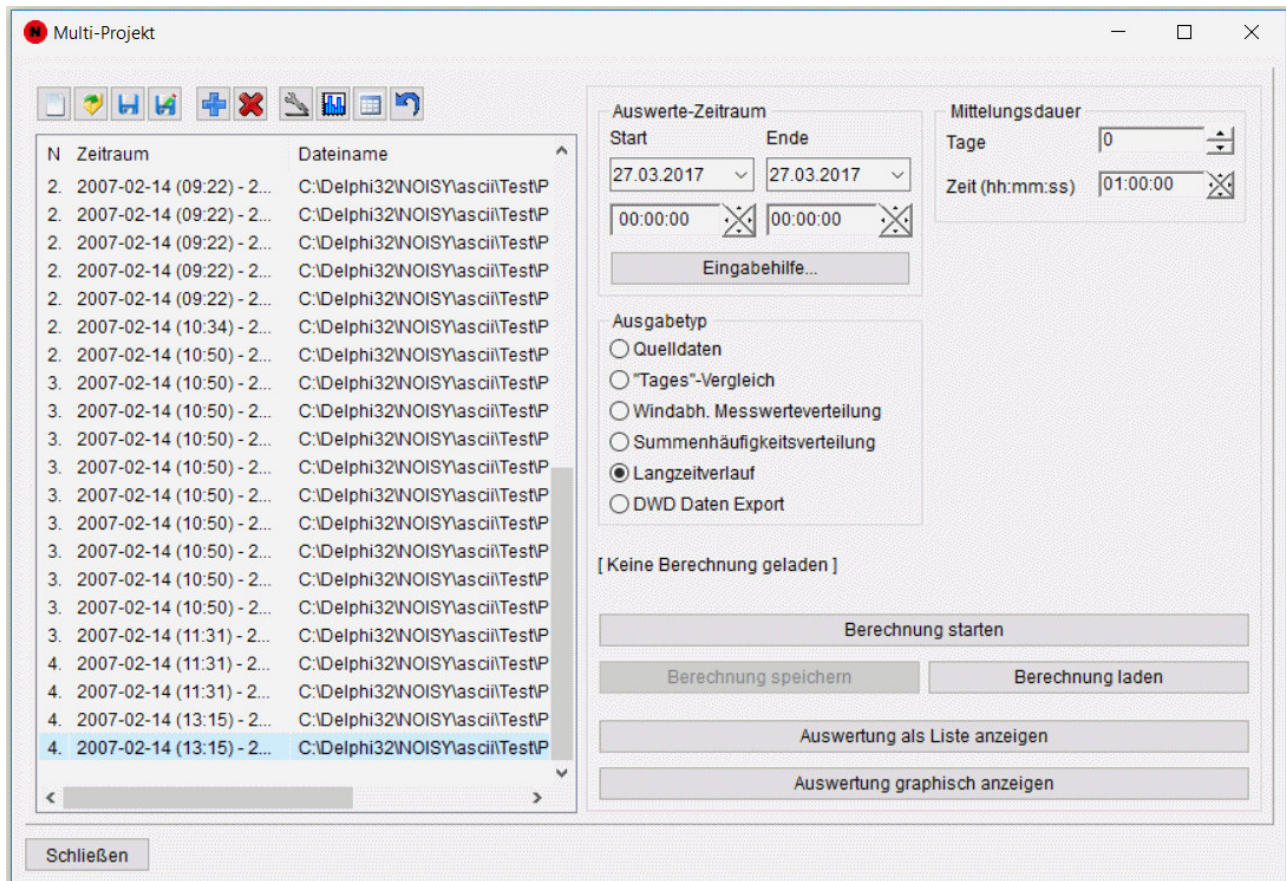 Multi-Projekt
N Zeitraum Dateiname
2. 2007-02-14 (09:22) - 2... C:\Delphi32\NOISY\ascii\Test\P
2. 2007-02-14 (09:22) - 2... C:\Delphi32\NOISY\ascii\Test\P
2. 2007-02-14 (09:22) - 2... C:\Delphi32\NOISY\ascii\Test\P
2. 2007-02-14 (09:22) - 2... C:\Delphi32\NOISY\ascii\Test\P
2. 2007-02-14 (09:22) - 2... C:\Delphi32\NOISY\ascii\Test\P
2. 2007-02-14 (10:34) - 2... C:\Delphi32\NOISY\ascii\Test\P
2. 2007-02-14 (10:50) - 2... C:\Delphi32\NOISY\ascii\Test\P
3. 2007-02-14 (10:50) - 2... C:\Delphi32\NOISY\ascii\Test\P
3. 2007-02-14 (10:50) - 2... C:\Delphi32\NOISY\ascii\Test\P
3. 2007-02-14 (10:50) - 2... C:\Delphi32\NOISY\ascii\Test\P
3. 2007-02-14 (10:50) - 2... C:\Delphi32\NOISY\ascii\Test\P
3. 2007-02-14 (10:50) - 2... C:\Delphi32\NOISY\ascii\Test\P
3. 2007-02-14 (10:50) - 2... C:\Delphi32\NOISY\ascii\Test\P
3. 2007-02-14 (10:50) - 2... C:\Delphi32\NOISY\ascii\Test\P
3. 2007-02-14 (10:50) - 2... C:\Delphi32\NOISY\ascii\Test\P
3. 2007-02-14 (10:50) - 2... C:\Delphi32\NOISY\ascii\Test\P
3. 2007-02-14 (11:31) - 2... C:\Delphi32\NOISY\ascii\Test\P
4. 2007-02-14 (11:31) - 2... C:\Delphi32\NOISY\ascii\Test\P
4. 2007-02-14 (11:31) - 2... C:\Delphi32\NOISY\ascii\Test\P
4. 2007-02-14 (13:15) - 2... C:\Delphi32\NOISY\ascii\Test\P
4. 2007-02-14 (13:15) - 2... C:\Delphi32\NOISY\ascii\Test\P
Auswerte-Zeitraum
Start Ende
27.03.2017 27.03.2017
00:00:00 00:00:00
Eingabehilfe...
Mittelungsdauer
Tage 0
Zeit (hh:mm:ss) 01:00:00
Ausgabetyp
Quelldaten
"Tages"-Vergleich
Windabh. Messwerteverteilung
Summenhäufigkeitsverteilung
Langzeitverlauf
DWD Daten Export
[ Keine Berechnung geladen ]
Berechnung starten
Berechnung speichern Berechnung laden
Auswertung als Liste anzeigen
Auswertung graphisch anzeigen
Schließen